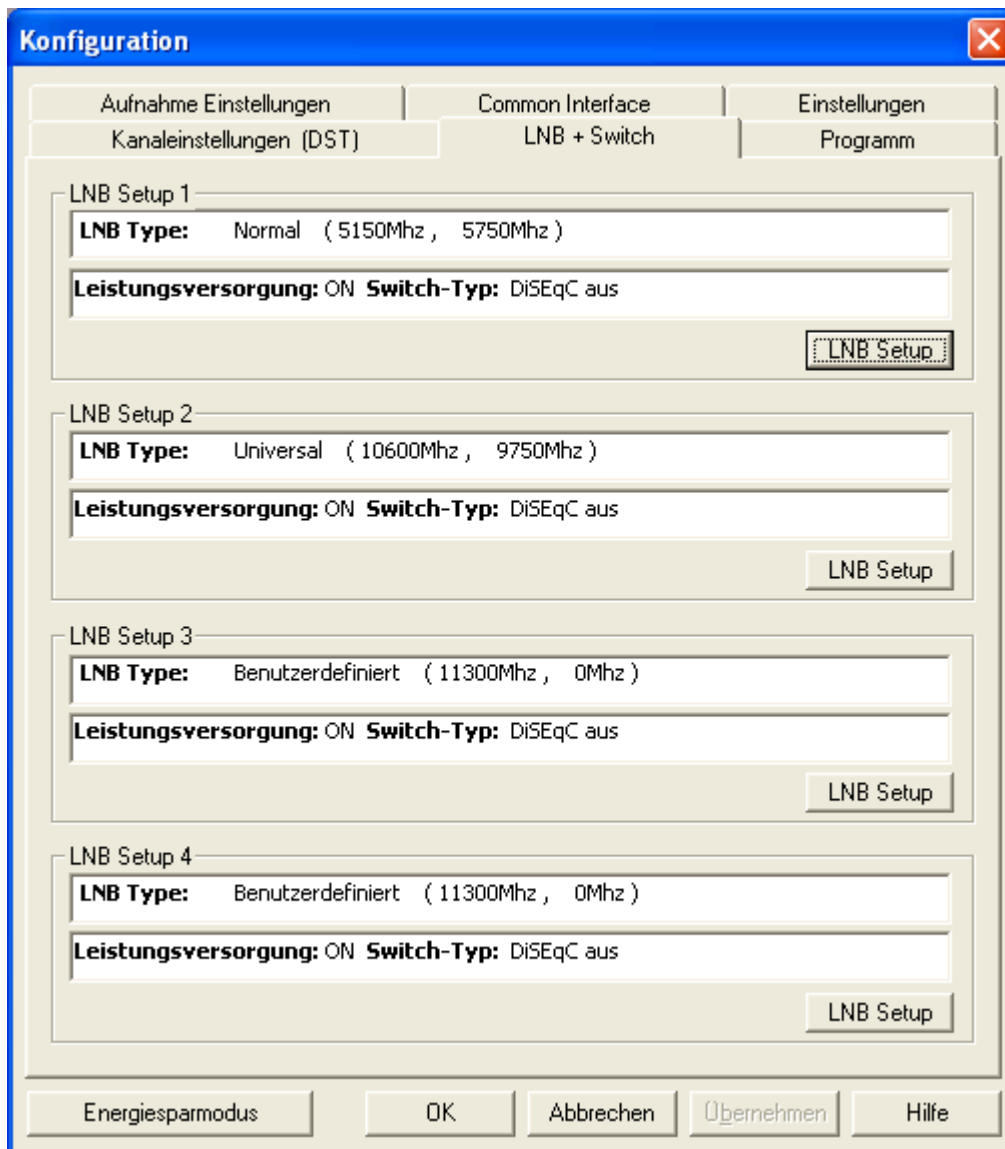 Konfiguration
Aufnahme Einstellungen Common Interface Einstellungen
Kanaleinstellungen (DST) LNB + Switch Programm
LNB Setup 1
LNB Type: Normal ( 5150Mhz , 5750Mhz )
Leistungsversorgung: ON Switch-Typ: DiSEqC aus
LNB Setup
LNB Setup 2
LNB Type: Universal ( 10600Mhz , 9750Mhz )
Leistungsversorgung: ON Switch-Typ: DiSEqC aus
LNB Setup
LNB Setup 3
LNB Type: Benutzerdefiniert ( 11300Mhz , 0Mhz )
Leistungsversorgung: ON Switch-Typ: DiSEqC aus
LNB Setup
LNB Setup 4
LNB Type: Benutzerdefiniert ( 11300Mhz , 0Mhz )
Leistungsversorgung: ON Switch-Typ: DiSEqC aus
LNB Setup
Energiesparmodus OK Abbrechen Übernehmen Hilfe